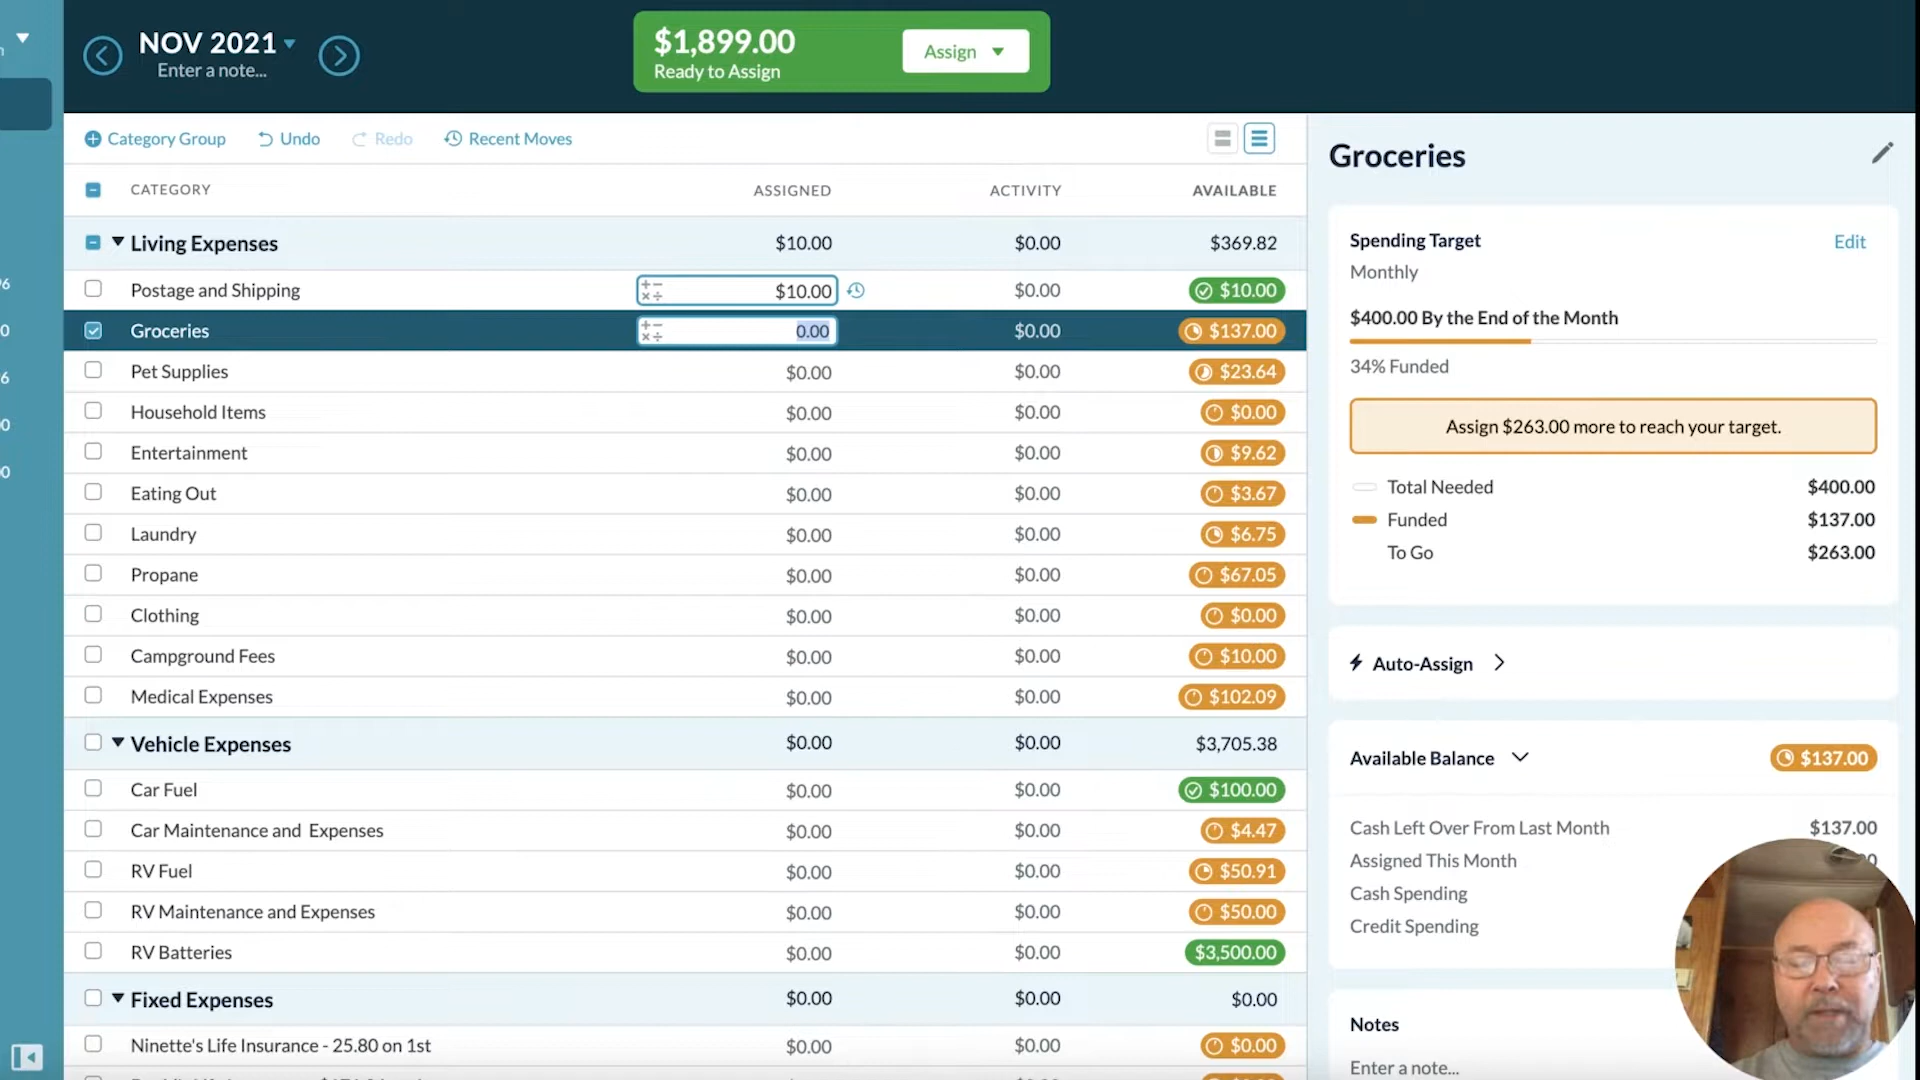 NOV 2021
Enter a note...
$1,899.00
Ready to Assign
Assign
Category Group
Undo
Redo
Recent Moves
CATEGORY ASSIGNED ACTIVITY AVAILABLE
Living Expenses $10.00 $0.00 $369.82
Postage and Shipping $10.00 $0.00 $10.00
Groceries 0.00 $0.00 $137.00
Pet Supplies $0.00 $0.00 $23.64
Household Items $0.00 $0.00 $0.00
Entertainment $0.00 $0.00 $9.62
Eating Out $0.00 $0.00 $3.67
Laundry $0.00 $0.00 $6.75
Propane $0.00 $0.00 $67.05
Clothing $0.00 $0.00 $0.00
Campground Fees $0.00 $0.00 $10.00
Medical Expenses $0.00 $0.00 $102.09
Vehicle Expenses $0.00 $0.00 $3,705.38
Car Fuel $0.00 $0.00 $100.00
Car Maintenance and Expenses $0.00 $0.00 $4.47
RV Fuel $0.00 $0.00 $50.91
RV Maintenance and Expenses $0.00 $0.00 $50.00
RV Batteries $0.00 $0.00 $3,500.00
Fixed Expenses $0.00 $0.00 $0.00
Ninette's Life Insurance - 25.80 on 1st $0.00 $0.00 $0.00
Groceries
Spending Target Edit
Monthly
$400.00 By the End of the Month
34% Funded
Assign $263.00 more to reach your target.
Total Needed $400.00
Funded $137.00
To Go $263.00
Auto-Assign
Available Balance $137.00
Cash Left Over From Last Month $137.00
Assigned This Month
Cash Spending
Credit Spending
Notes
Enter a note...